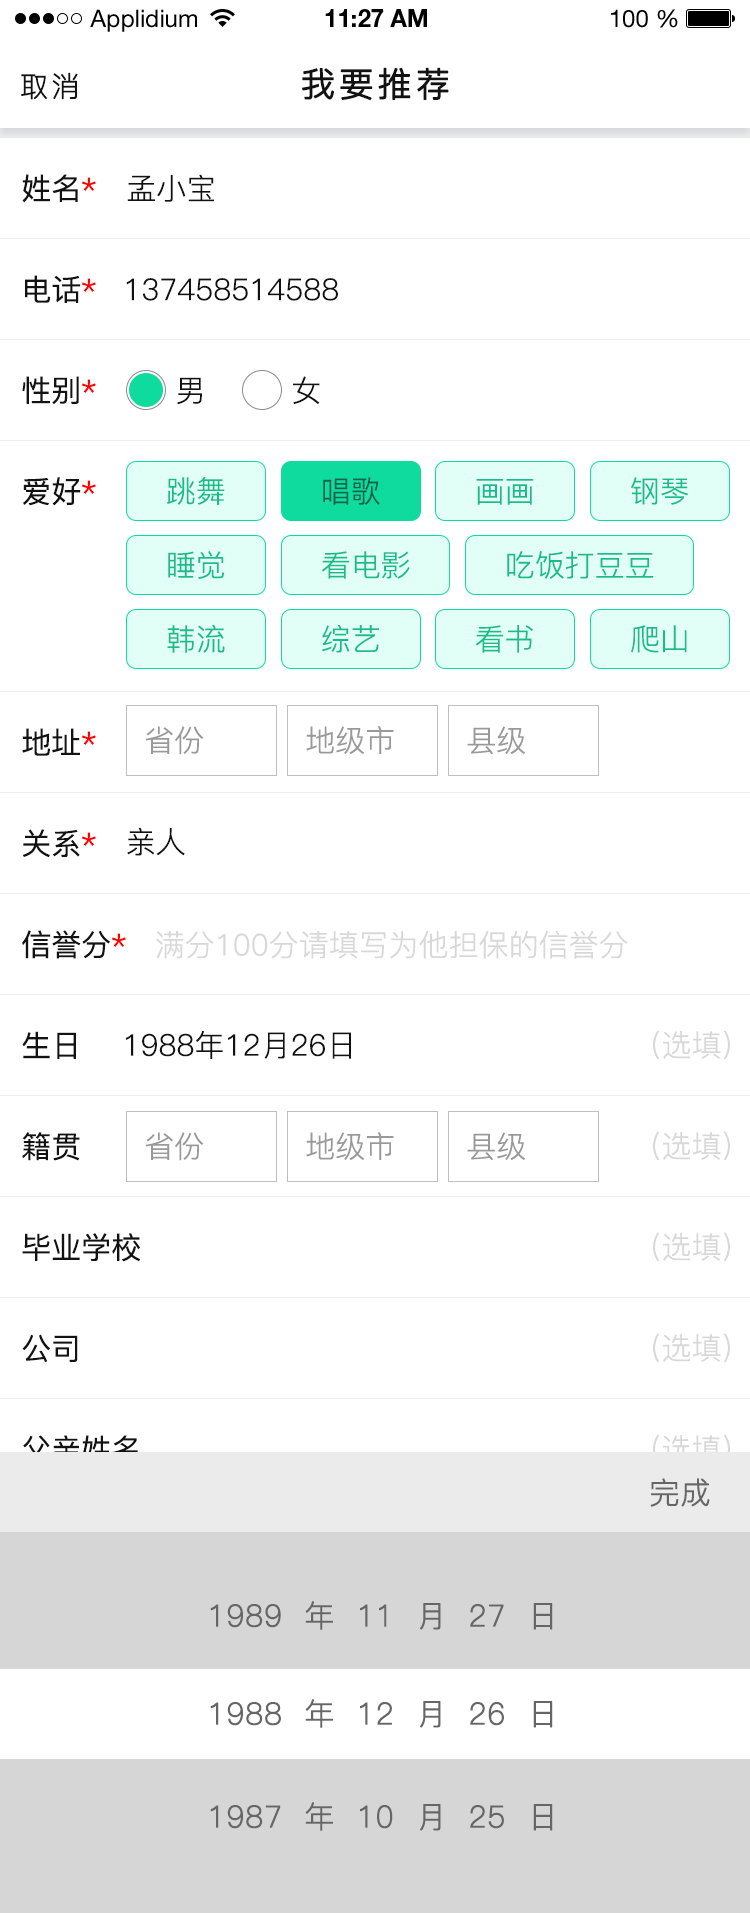 Applidium 11:27 AM 100 %
取消 我要推荐
姓名* 孟小宝
电话* 137458514588
性别* 男 女
爱好* 跳舞 唱歌 画画 钢琴
睡觉 看电影 吃饭打豆豆
韩流 综艺 看书 爬山
地址* 省份 地级市 县级
关系* 亲人
信誉分* 满分100分请填写为他担保的信誉分
生日 1988年12月26日 (选填)
籍贯 省份 地级市 县级 (选填)
毕业学校 (选填)
公司 (选填)
父亲姓名 (选填)
完成
1989 年 11 月 27 日
1988 年 12 月 26 日
1987 年 10 月 25 日